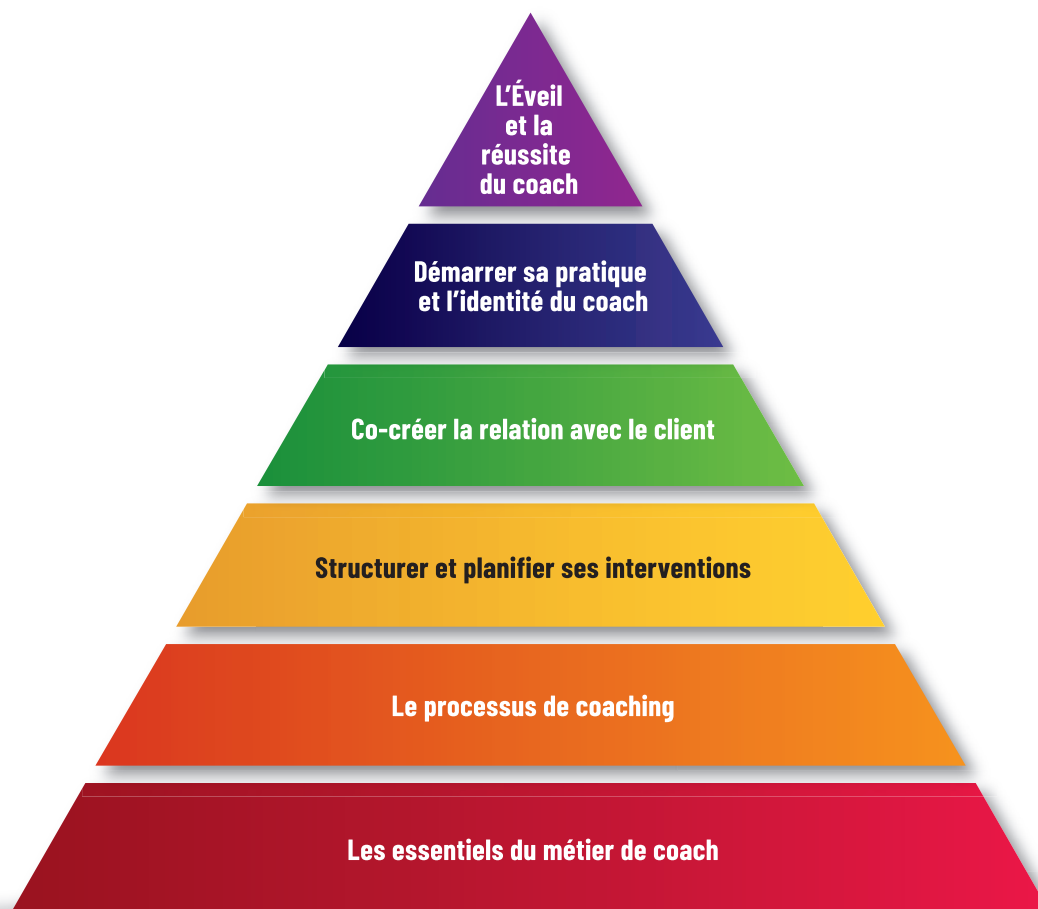 L’Éveil
et la
réussite
du coach
Démarrer sa pratique
et l’identité du coach
Co-créer la relation avec le client
Structurer et planifier ses interventions
Le processus de coaching
Les essentiels du métier de coach